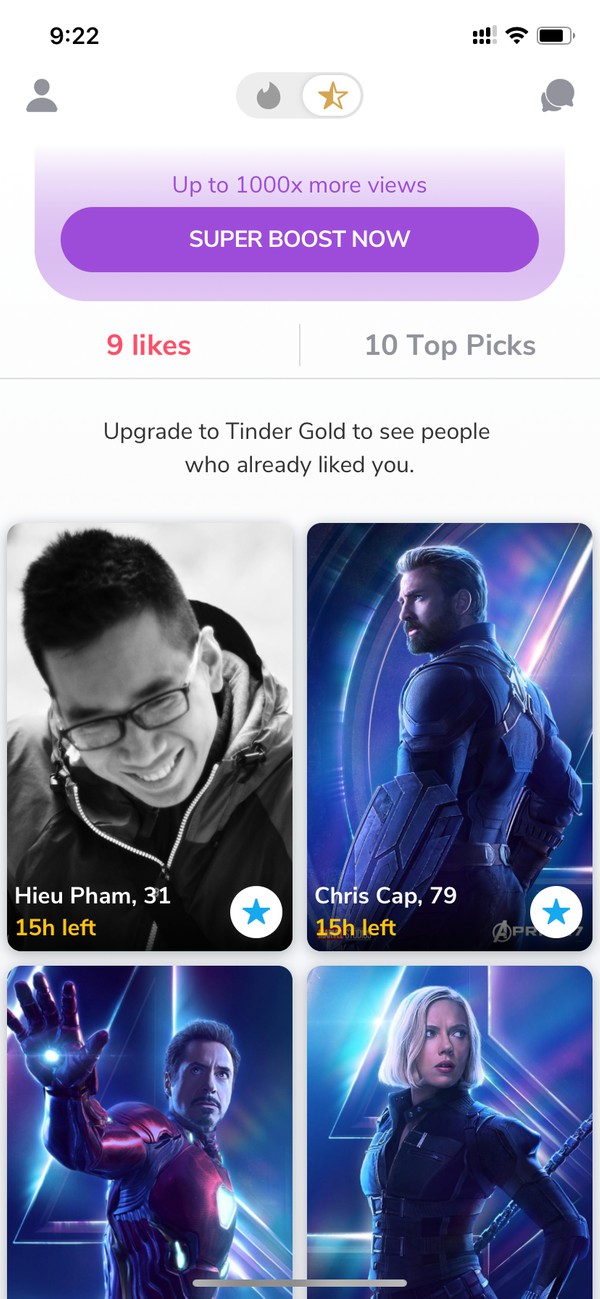 9:22
Up to 1000x more views
SUPER BOOST NOW
9 likes
10 Top Picks
Upgrade to Tinder Gold to see people
who already liked you.
Hieu Pham, 31
15h left
Chris Cap, 79
15h left